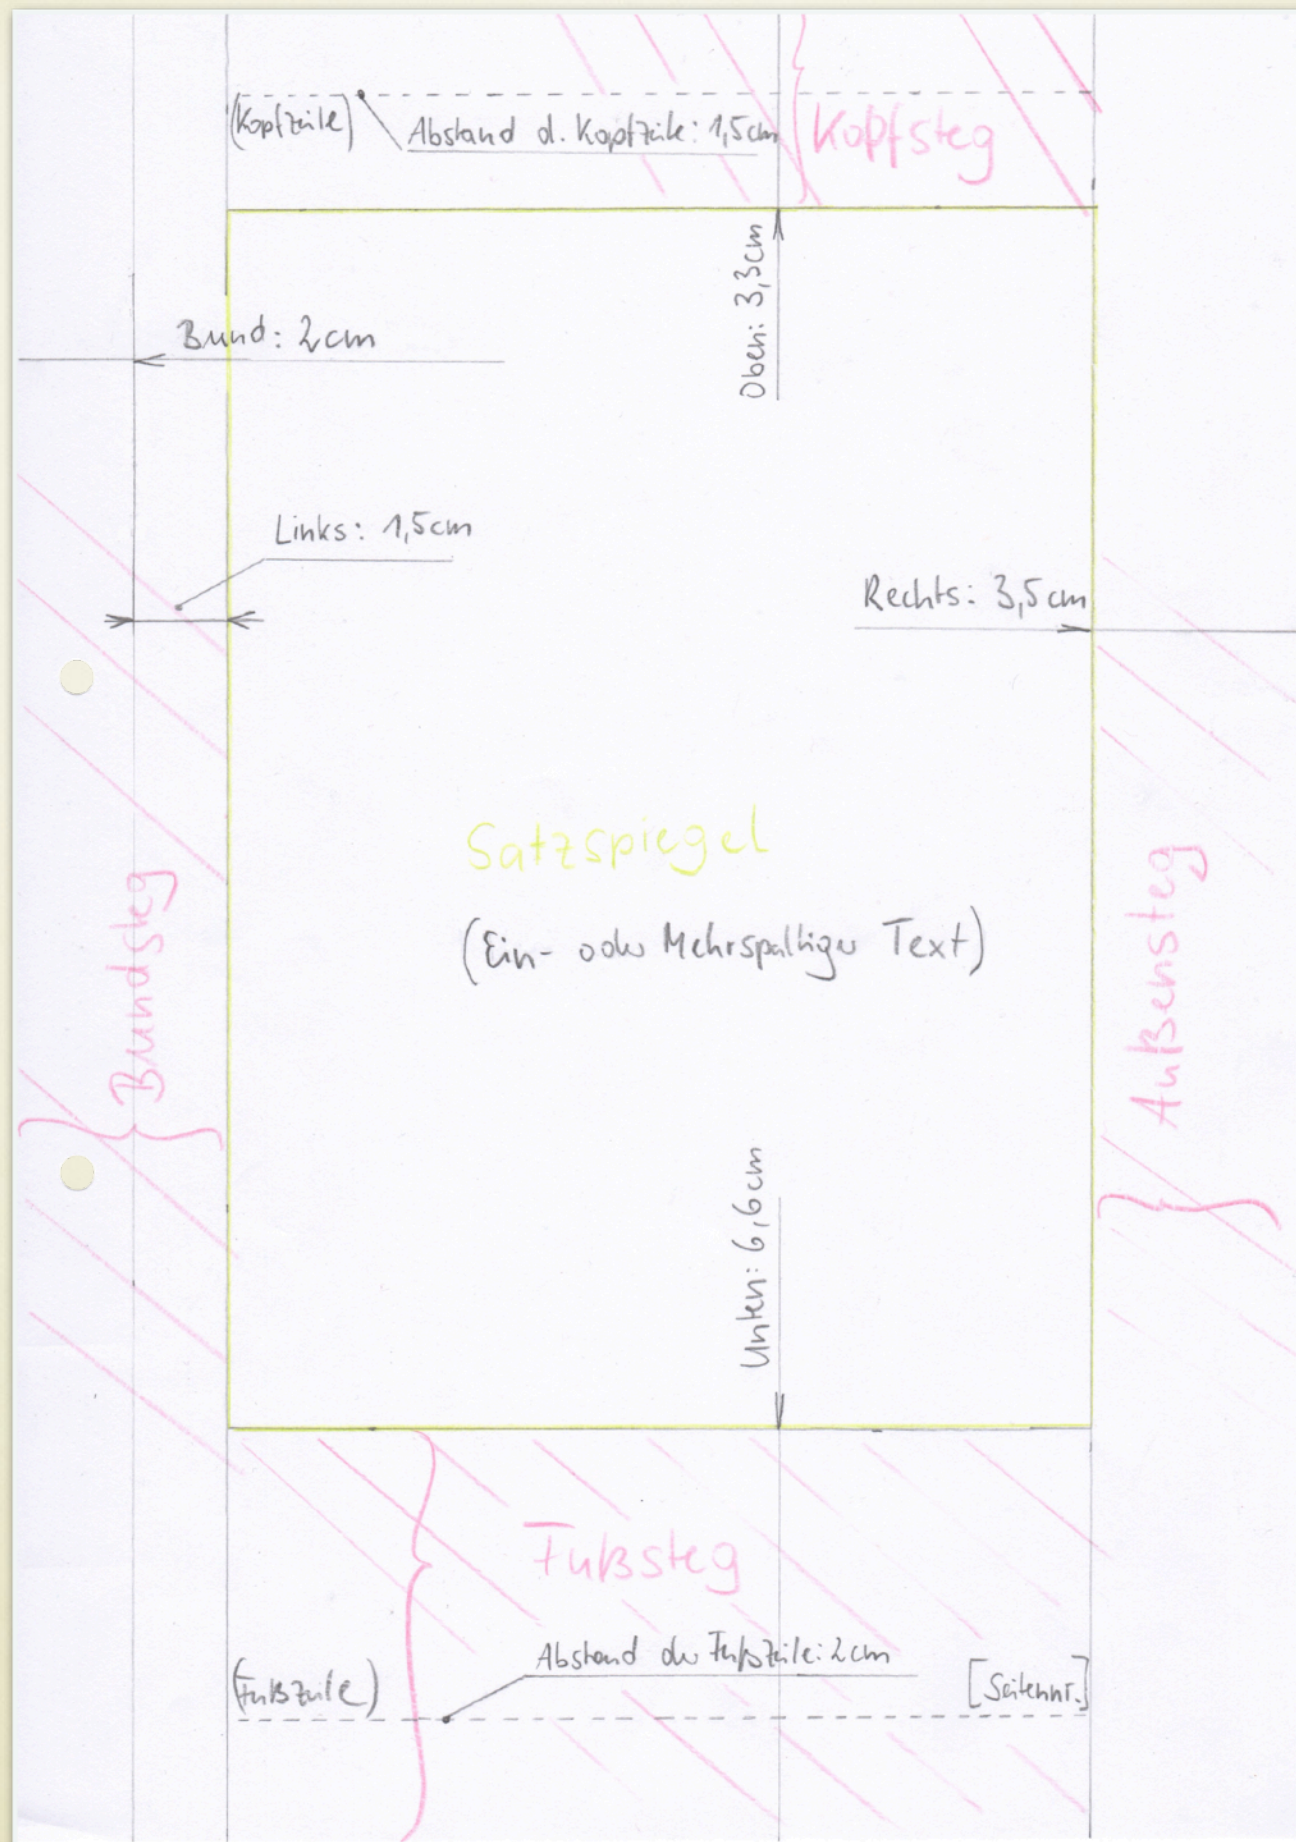 (Kopfzeile)
Abstand d. Kopfzeile: 1,5cm
Kopfsteg
Oben: 3,3cm
Bund: 2cm
Links: 1,5cm
Rechts: 3,5cm
Satzspiegel
(Ein- oder Mehrspaltiger Text)
Bundsteg
Außensteg
Unten: 6,6cm
Fußsteg
Abstand der Fußzeile: 2cm
(Fußzeile)
[Seitennr.]